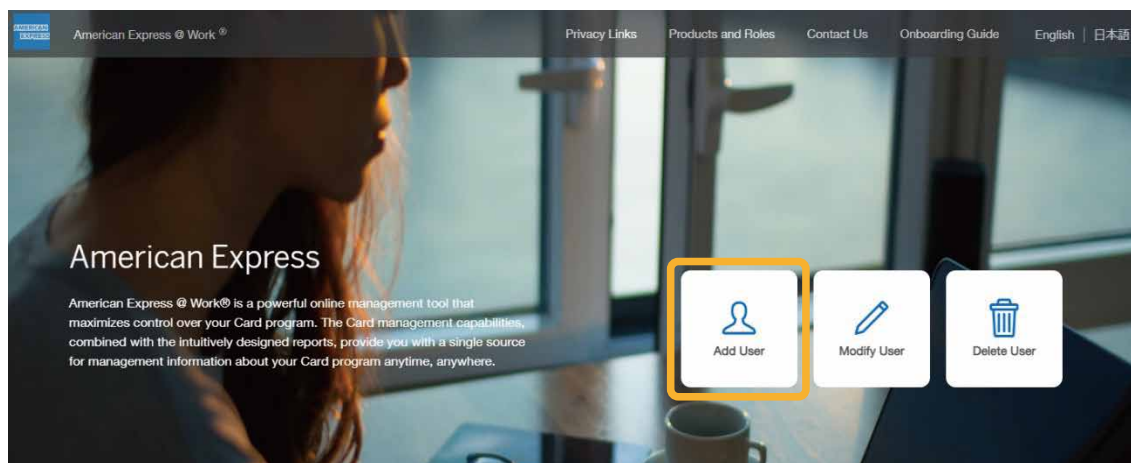 AMERICAN EXPRESS
American Express @ Work ®
Privacy Links
Products and Roles
Contact Us
Onboarding Guide
English | 日本語
American Express
American Express @ Work® is a powerful online management tool that
maximizes control over your Card program. The Card management capabilities,
combined with the intuitively designed reports, provide you with a single source
for management information about your Card program anytime, anywhere.
Add User
Modify User
Delete User